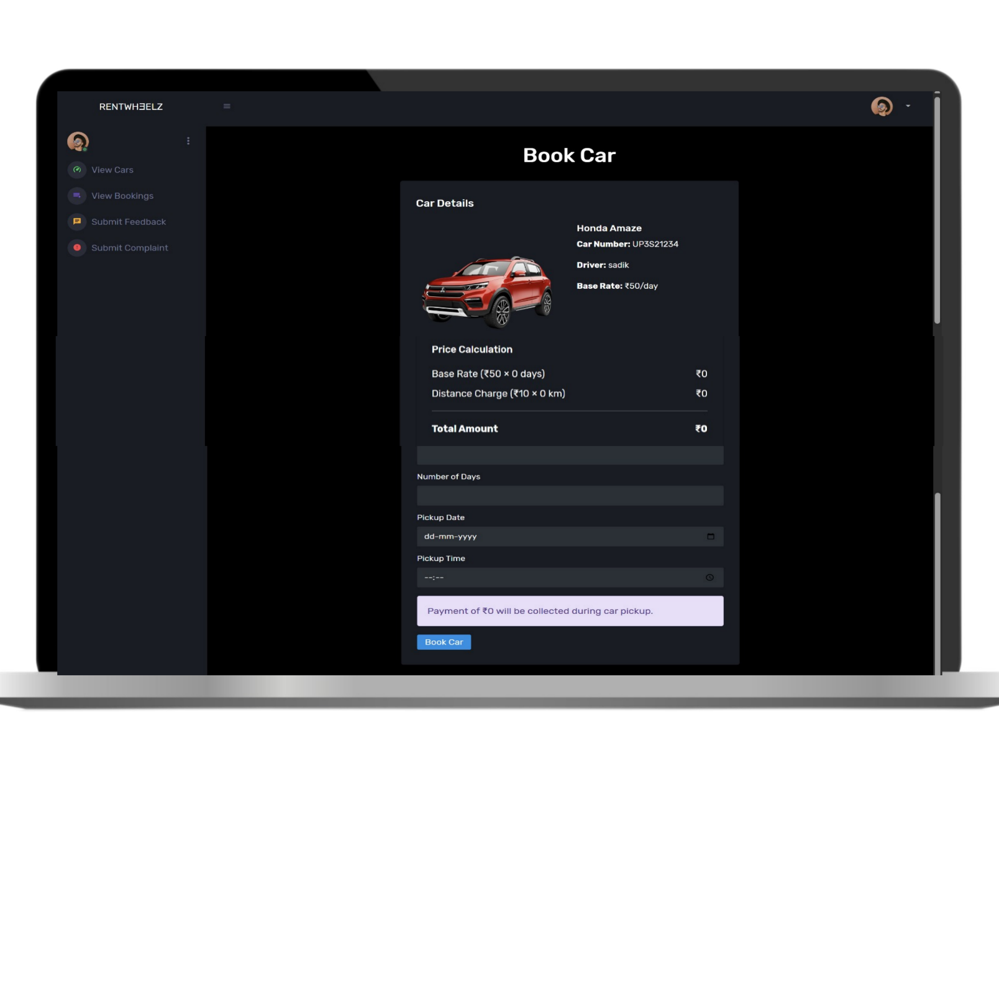 RENTWHƎELZ
View Cars
View Bookings
Submit Feedback
Submit Complaint
Book Car
Car Details
Honda Amaze
Car Number: UP3S21234
Driver: sadik
Base Rate: ₹50/day
Price Calculation
Base Rate (₹50 × 0 days) ₹0
Distance Charge (₹10 × 0 km) ₹0
Total Amount ₹0
Number of Days
Pickup Date
dd-mm-yyyy
Pickup Time
--:--
Payment of ₹0 will be collected during car pickup.
Book Car